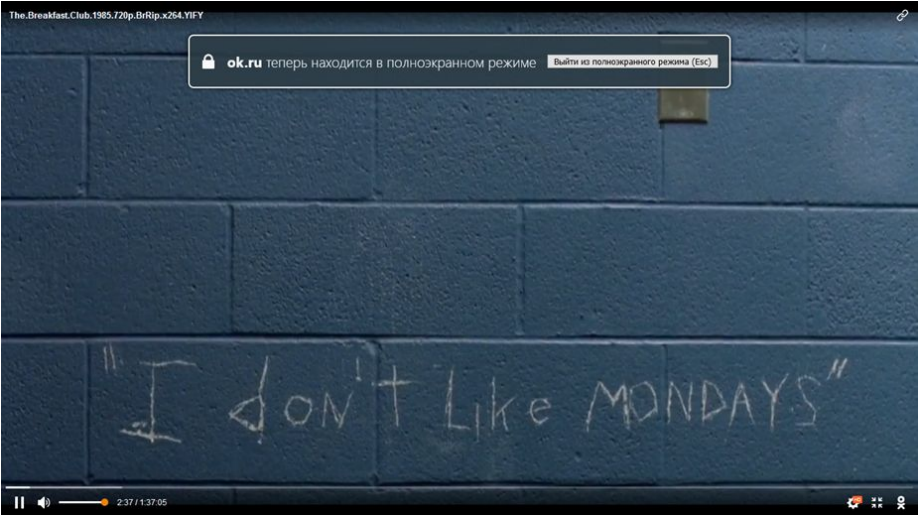 The.Breakfast.Club.1985.720p.BrRip.x264.YIFY
ok.ru теперь находится в полноэкранном режиме Выйти из полноэкранного режима (Esc)
"I don't Like MONDAYS"
2:37 / 1:37:05
HD